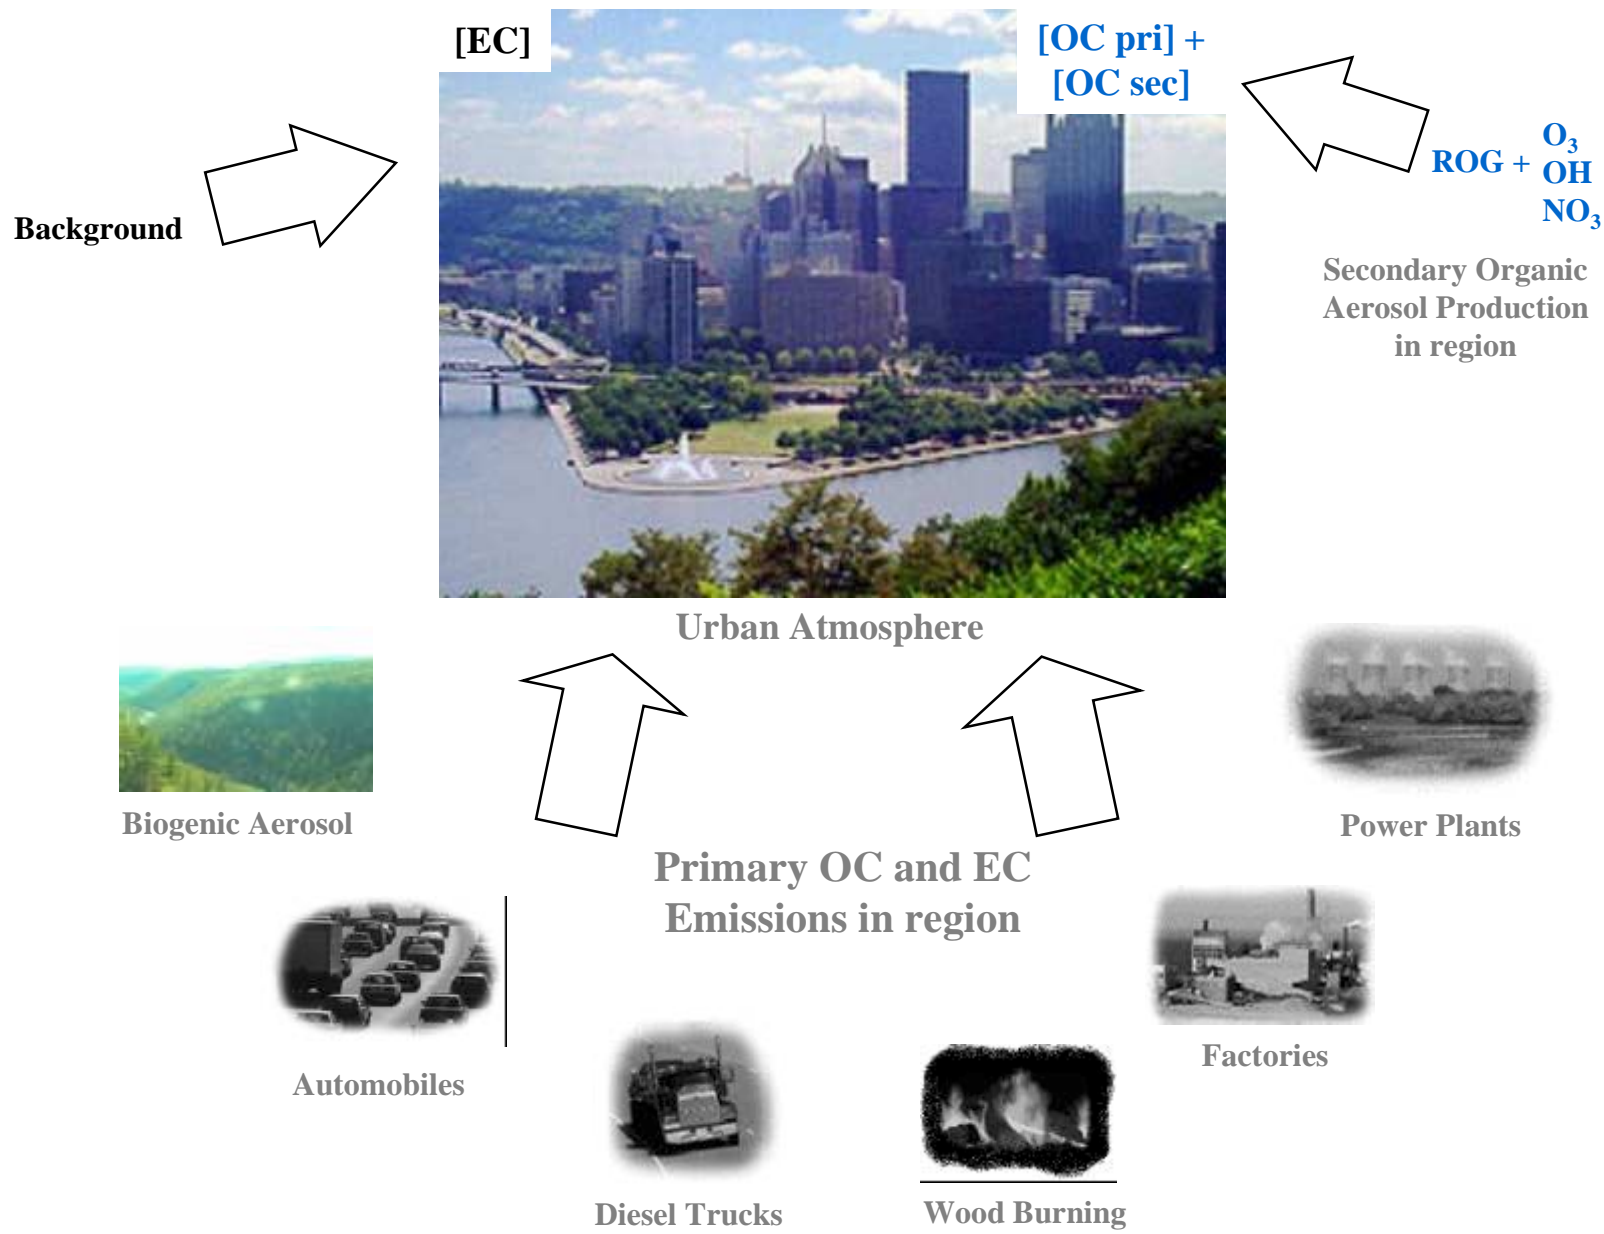 [EC]
[OC pri] +
[OC sec]
Background
ROG +
O3
OH
NO3
Secondary Organic
Aerosol Production
in region
Urban Atmosphere
Biogenic Aerosol
Power Plants
Primary OC and EC
Emissions in region
Automobiles
Factories
Diesel Trucks
Wood Burning